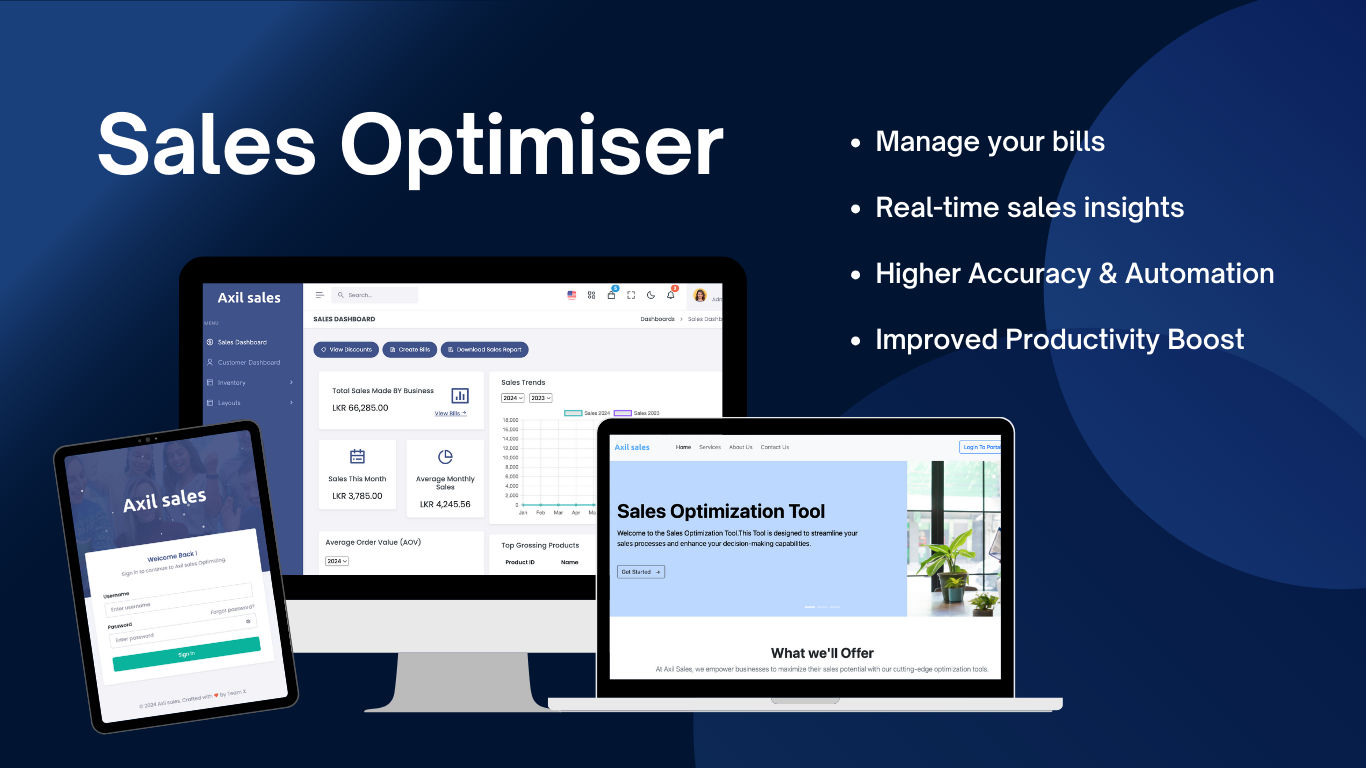 Sales Optimiser
Manage your bills
Real-time sales insights
Higher Accuracy & Automation
Improved Productivity Boost
Axil sales
MENU
Sales Dashboard
Customer Dashboard
Inventory
Layouts
Search...
SALES DASHBOARD
Dashboards > Sales Dashb
View Discounts
Create Bills
Download Sales Report
Total Sales Made BY Business
LKR 66,285.00
View Bills
Sales This Month
LKR 3,785.00
Average Monthly
Sales
LKR 4,245.56
Average Order Value (AOV)
2024
Sales Trends
2024 2023
Sales 2024 Sales 2023
18,000
16,000
14,000
12,000
10,000
8,000
6,000
4,000
2,000
0
Jan Feb Mar Apr
Top Grossing Products
Product ID Name
Axil sales
Welcome Back !
Sign in to continue to Axil sales Optimizing.
Username
Enter username
Forgot password?
Password
Enter password
Sign In
© 2024 Axil sales. Crafted with ❤ by Team X
Axil sales
Home Services About Us Contact Us
Login To Portal
Sales Optimization Tool
Welcome to the Sales Optimization Tool.This Tool is designed to streamline your
sales processes and enhance your decision-making capabilities.
Get Started →
What we'll Offer
At Axil Sales, we empower businesses to maximize their sales potential with our cutting-edge optimization tools.